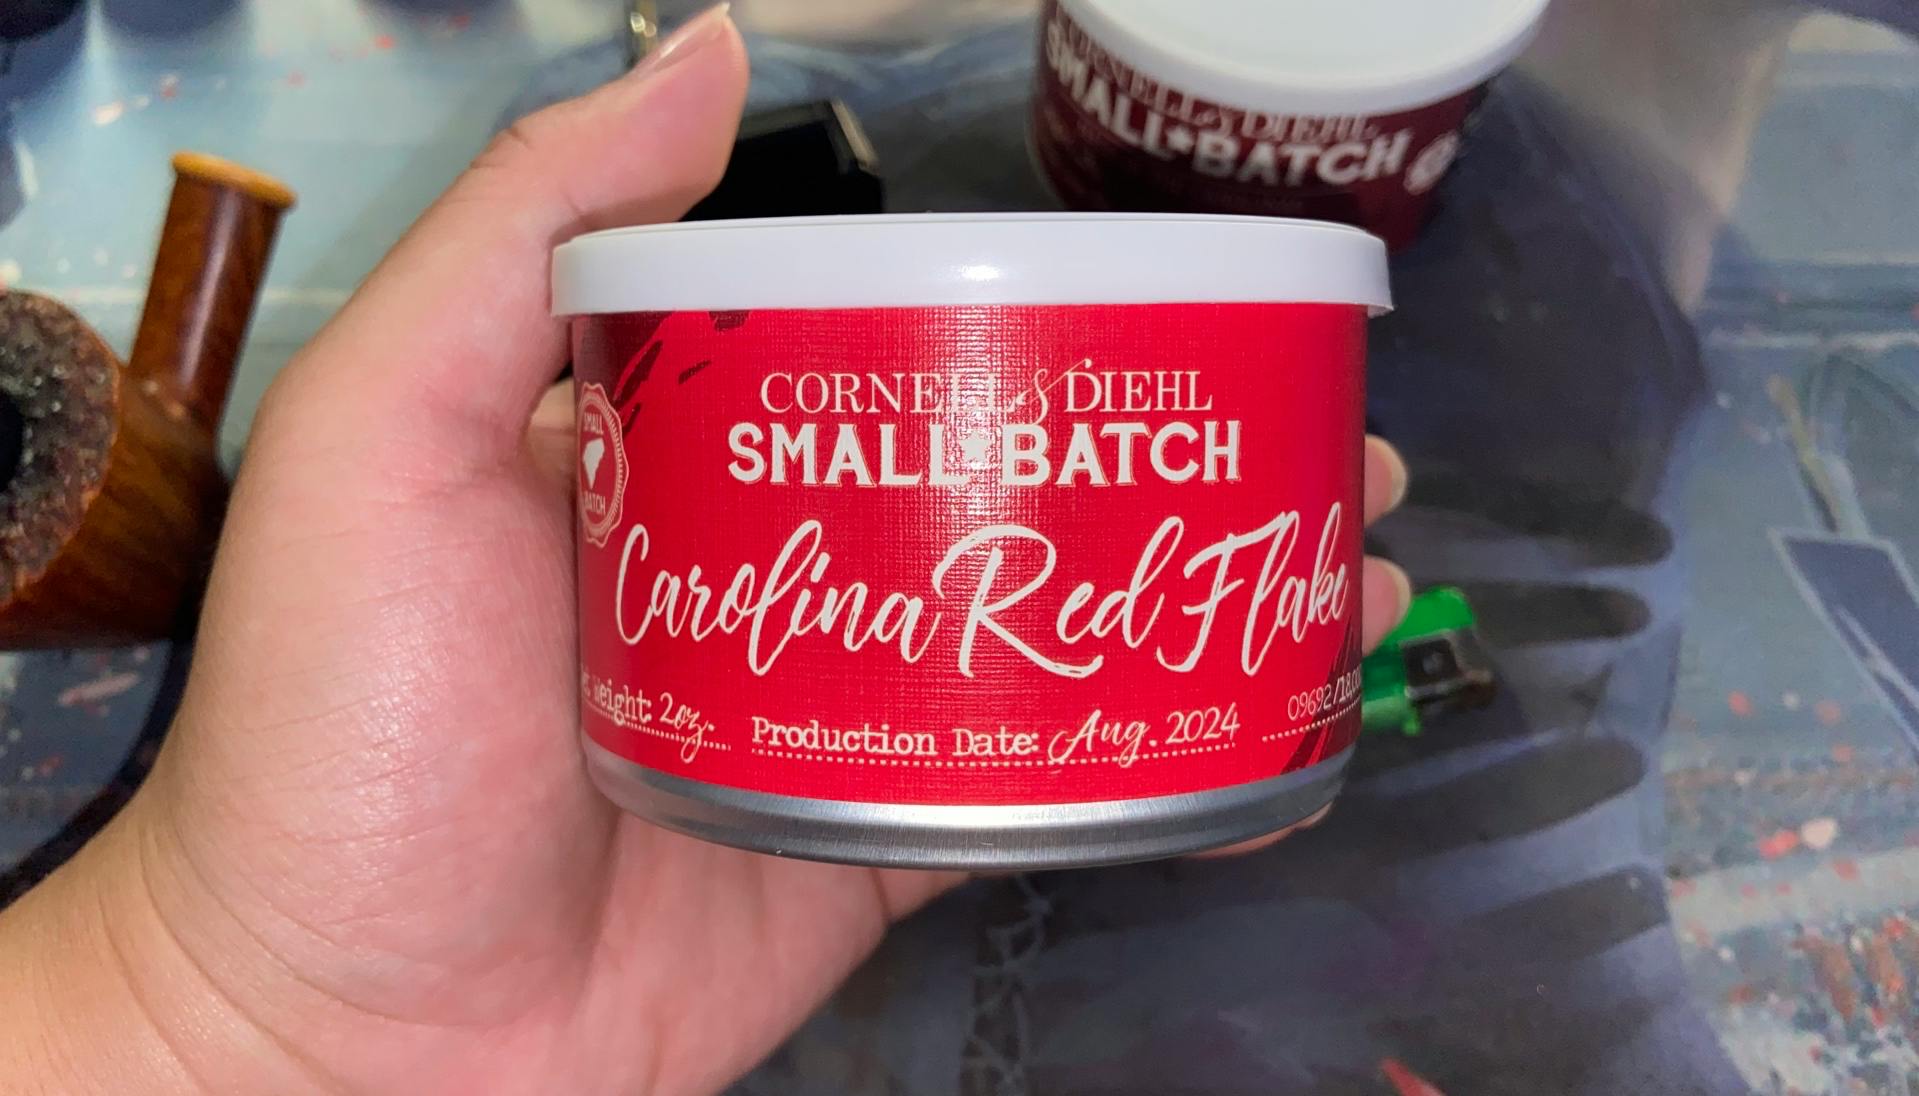 CORNELL & DIEHL
SMALL★BATCH
CORNELL & DIEHL
SMALL★BATCH
SMALL
BATCH
Carolina Red Flake
Weight: 2oz.
Production Date: Aug. 2024